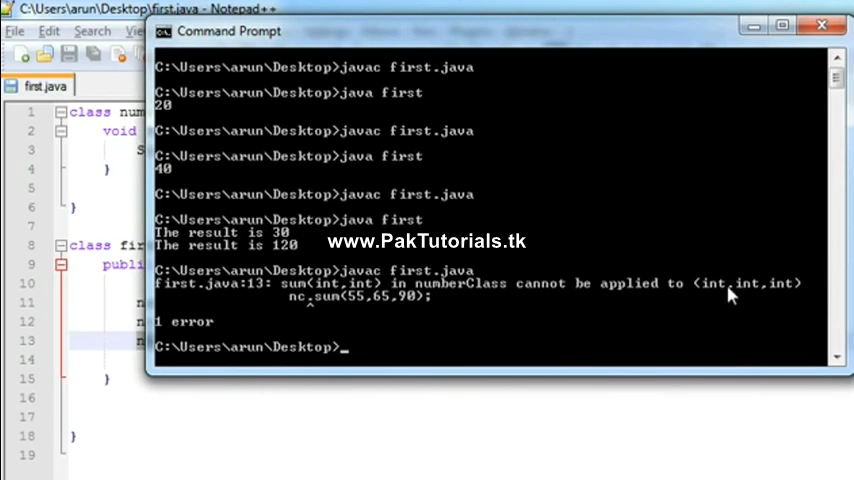 C:\Users\arun\Desktop\first.java - Notepad++
File Edit Search
Command Prompt
first.java
C:\Users\arun\Desktop>javac first.java
C:\Users\arun\Desktop>java first
20
C:\Users\arun\Desktop>javac first.java
C:\Users\arun\Desktop>java first
40
C:\Users\arun\Desktop>javac first.java
C:\Users\arun\Desktop>java first
The result is 30
The result is 120
www.PakTutorials.tk
C:\Users\arun\Desktop>javac first.java
first.java:13: sum(int,int) in numberClass cannot be applied to (int,int,int)
nc.sum(55,65,90);
^
1 error
C:\Users\arun\Desktop>_
1 class num
2 void
3 S
4 }
5
6 }
7
8 class fir
9 publi
10
11 n
12 n
13 n
14
15 }
16
17
18 }
19